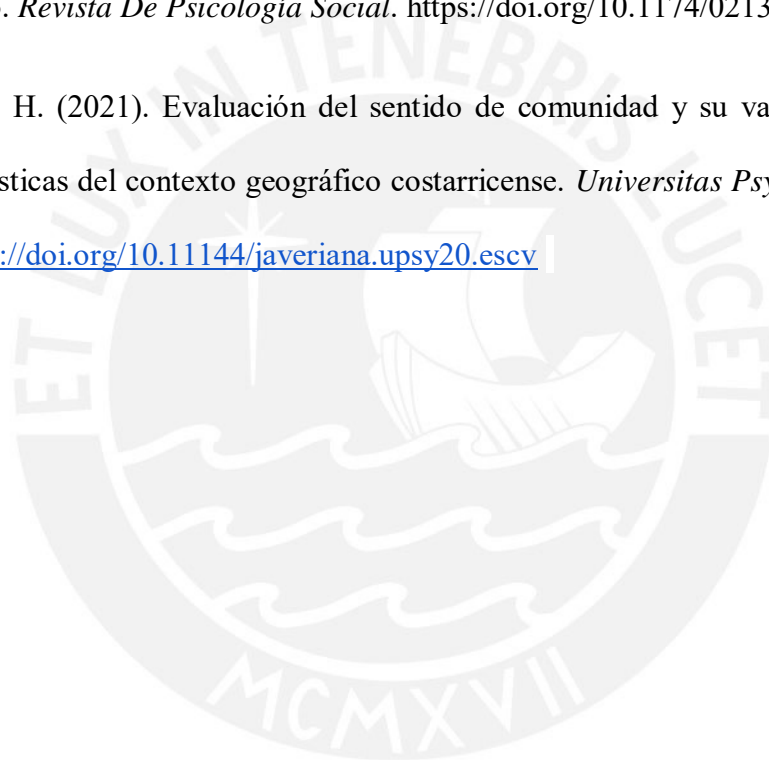 . Revista De Psicología Social. https://doi.org/10.1174/0213
H. (2021). Evaluación del sentido de comunidad y su va
sticas del contexto geográfico costarricense. Universitas Psy
://doi.org/10.11144/javeriana.upsy20.escv
ET LUX IN TENEBRIS LUCET
MCMXVII